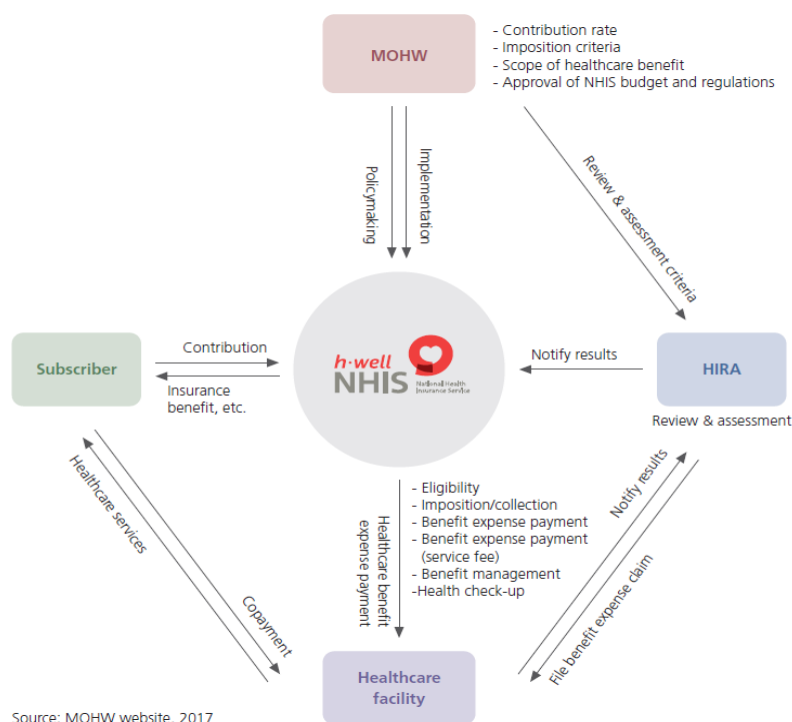 MOHW
- Contribution rate
- Imposition criteria
- Scope of healthcare benefit
- Approval of NHIS budget and regulations
Policymaking
Implementation
Review & assessment criteria
Subscriber
Contribution
Insurance
benefit, etc.
h·well
NHIS
National Health
Insurance Service
Notify results
HIRA
Review & assessment
Healthcare services
Copayment
Healthcare benefit
expense payment
- Eligibility
- Imposition/collection
- Benefit expense payment
- Benefit expense payment
(service fee)
- Benefit management
-Health check-up
Notify results
File benefit expense claim
Healthcare
facility
Source: MOHW website, 2017